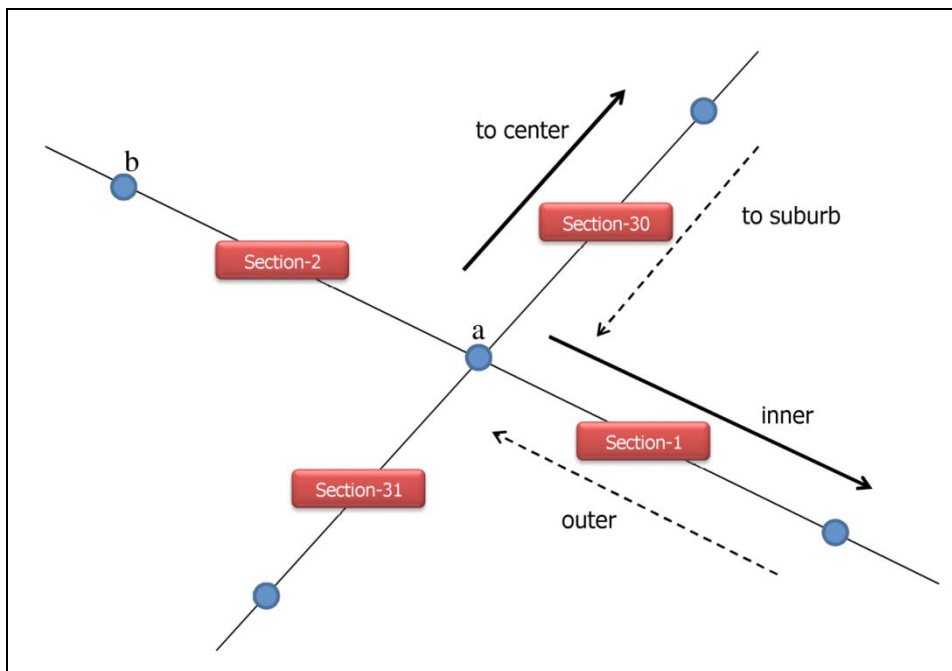 b
to center
Section-30
to suburb
Section-2
a
inner
Section-1
Section-31
outer